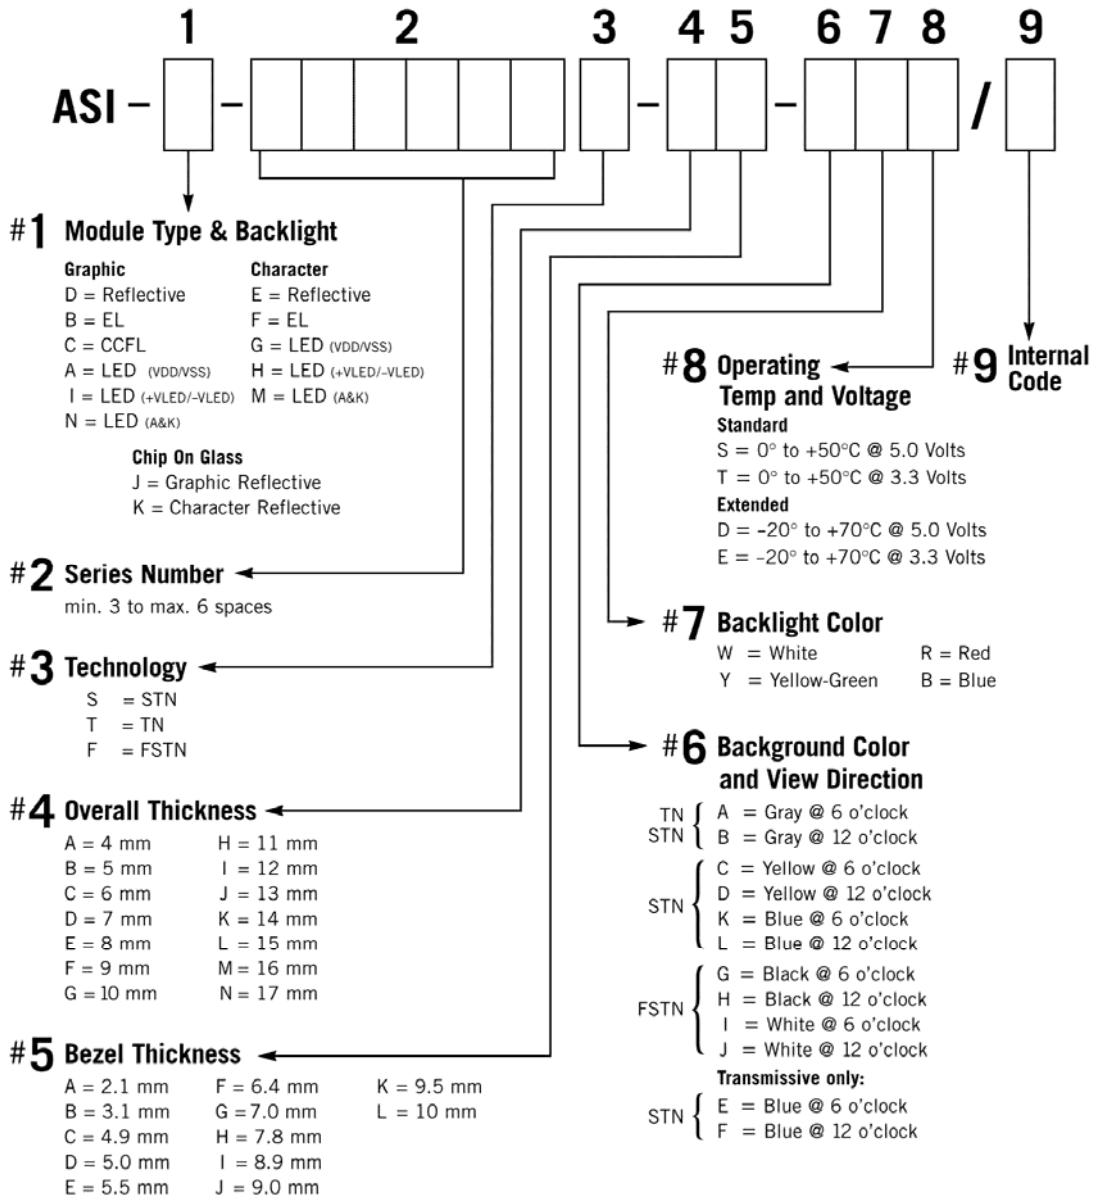 1 2 3 4 5 6 7 8 9
ASI – – – – /
#1 Module Type & Backlight
Graphic Character
D = Reflective E = Reflective
B = EL F = EL
C = CCFL G = LED (VDD/VSS)
A = LED (VDD/VSS) H = LED (+VLED/–VLED)
I = LED (+VLED/–VLED) M = LED (A&K)
N = LED (A&K)
Chip On Glass
J = Graphic Reflective
K = Character Reflective
#2 Series Number
min. 3 to max. 6 spaces
#3 Technology
S = STN
T = TN
F = FSTN
#4 Overall Thickness
A = 4 mm H = 11 mm
B = 5 mm I = 12 mm
C = 6 mm J = 13 mm
D = 7 mm K = 14 mm
E = 8 mm L = 15 mm
F = 9 mm M = 16 mm
G = 10 mm N = 17 mm
#5 Bezel Thickness
A = 2.1 mm F = 6.4 mm K = 9.5 mm
B = 3.1 mm G = 7.0 mm L = 10 mm
C = 4.9 mm H = 7.8 mm
D = 5.0 mm I = 8.9 mm
E = 5.5 mm J = 9.0 mm
#8 Operating
Temp and Voltage
Standard
S = 0° to +50°C @ 5.0 Volts
T = 0° to +50°C @ 3.3 Volts
Extended
D = –20° to +70°C @ 5.0 Volts
E = –20° to +70°C @ 3.3 Volts
#9 Internal
Code
#7 Backlight Color
W = White R = Red
Y = Yellow-Green B = Blue
#6 Background Color
and View Direction
TN A = Gray @ 6 o'clock
STN B = Gray @ 12 o'clock
C = Yellow @ 6 o'clock
STN D = Yellow @ 12 o'clock
K = Blue @ 6 o'clock
L = Blue @ 12 o'clock
G = Black @ 6 o'clock
FSTN H = Black @ 12 o'clock
I = White @ 6 o'clock
J = White @ 12 o'clock
Transmissive only:
STN E = Blue @ 6 o'clock
F = Blue @ 12 o'clock